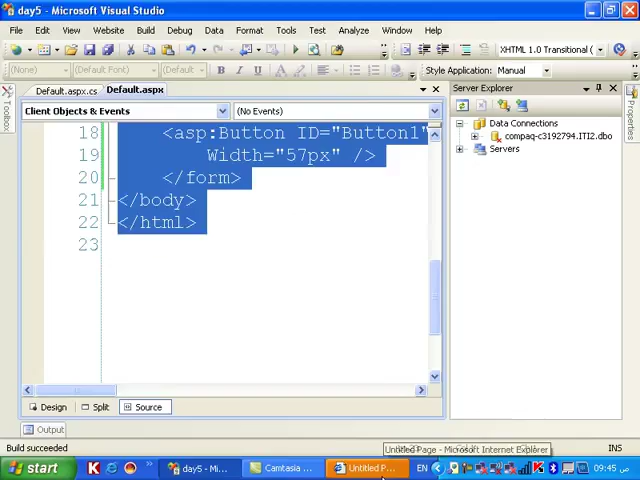 day5 - Microsoft Visual Studio
File Edit View Website Build Debug Data Format Tools Test Analyze Window Help
XHTML 1.0 Transitional (
(None) (Default Font) (Default Style Application: Manual
Default.aspx.cs Default.aspx
Server Explorer
Client Objects & Events (No Events)
Toolbox
Properties
Data Connections
compaq-c3192794.ITI2.dbo
Servers
18 <asp:Button ID="Button1"
19 Width="57px" />
20 </form>
21 </body>
22 </html>
23
Design Split Source
Output
Build succeeded INS
Untitled Page - Microsoft Internet Explorer
start K day5 - Mi... Camtasia ... Untitled P... EN 09:45 ص